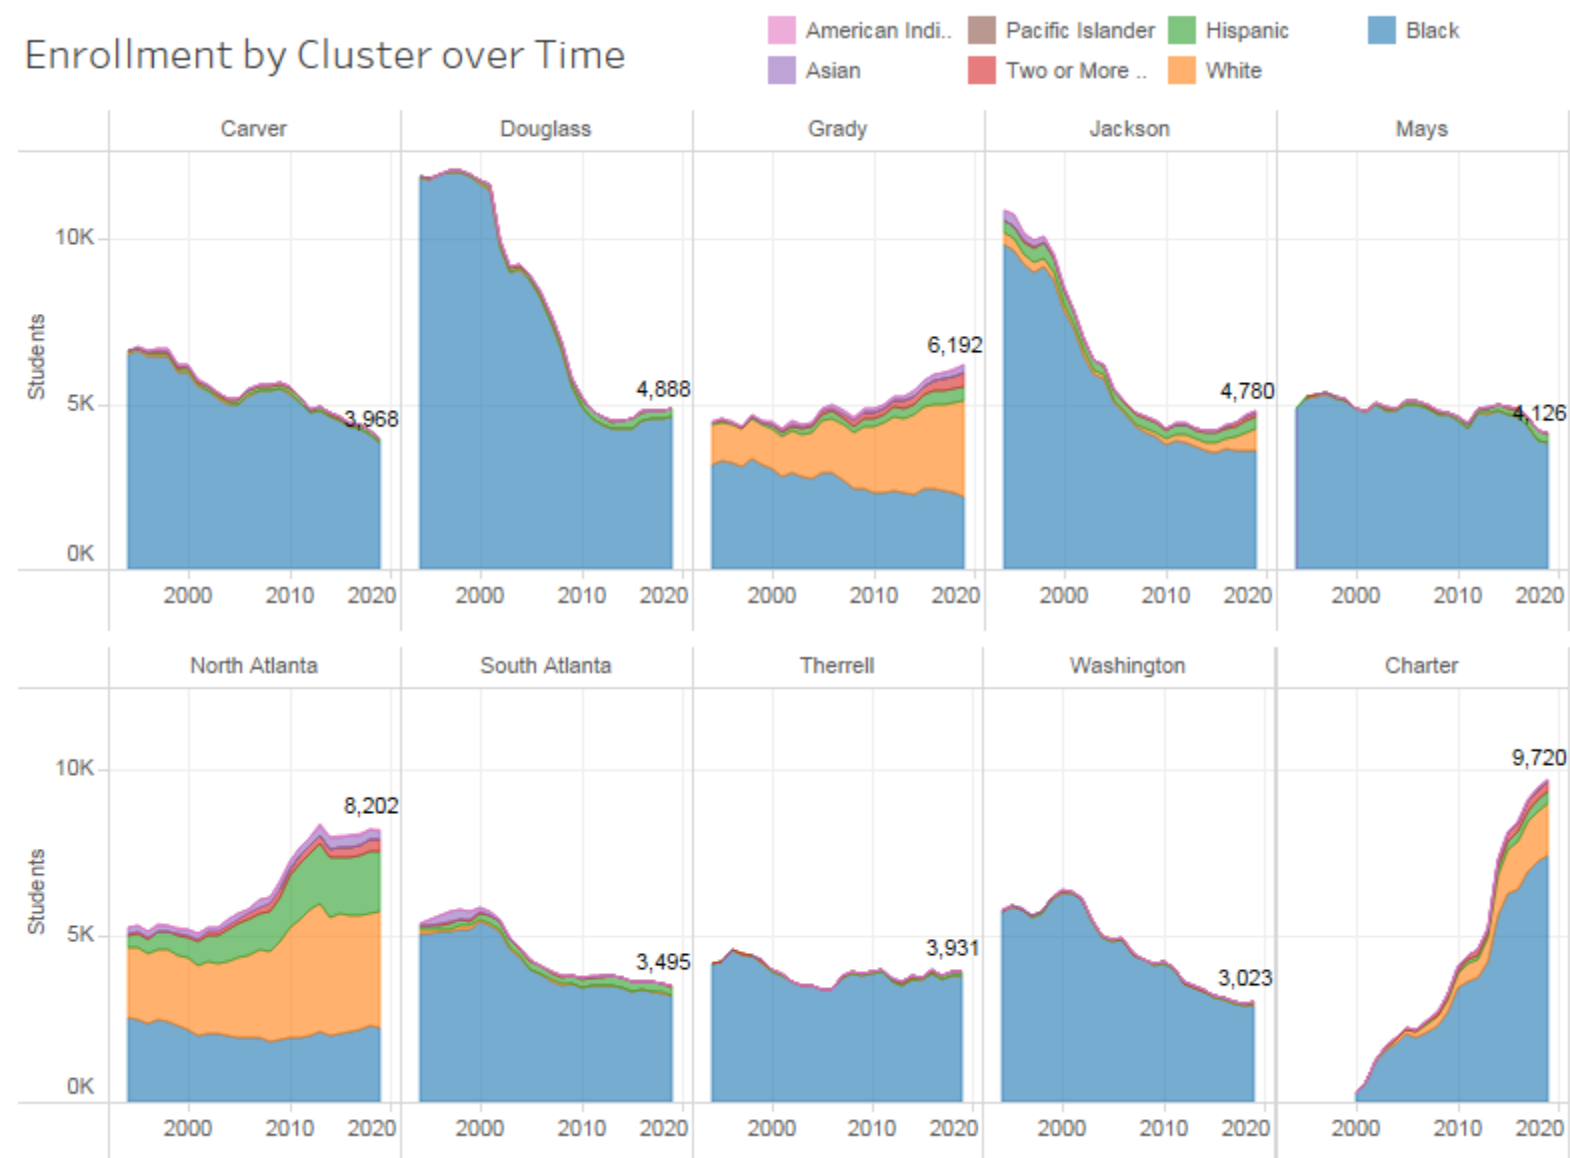 Enrollment by Cluster over Time
American Indi.. Pacific Islander Hispanic Black
Asian Two or More .. White
Carver Douglass Grady Jackson Mays
Students
10K
5K
0K
3,968
4,888
6,192
4,780
4,126
2000 2010 2020 2000 2010 2020 2000 2010 2020 2000 2010 2020 2000 2010 2020
North Atlanta South Atlanta Therrell Washington Charter
Students
10K
5K
0K
8,202
3,495
3,931
3,023
9,720
2000 2010 2020 2000 2010 2020 2000 2010 2020 2000 2010 2020 2000 2010 2020